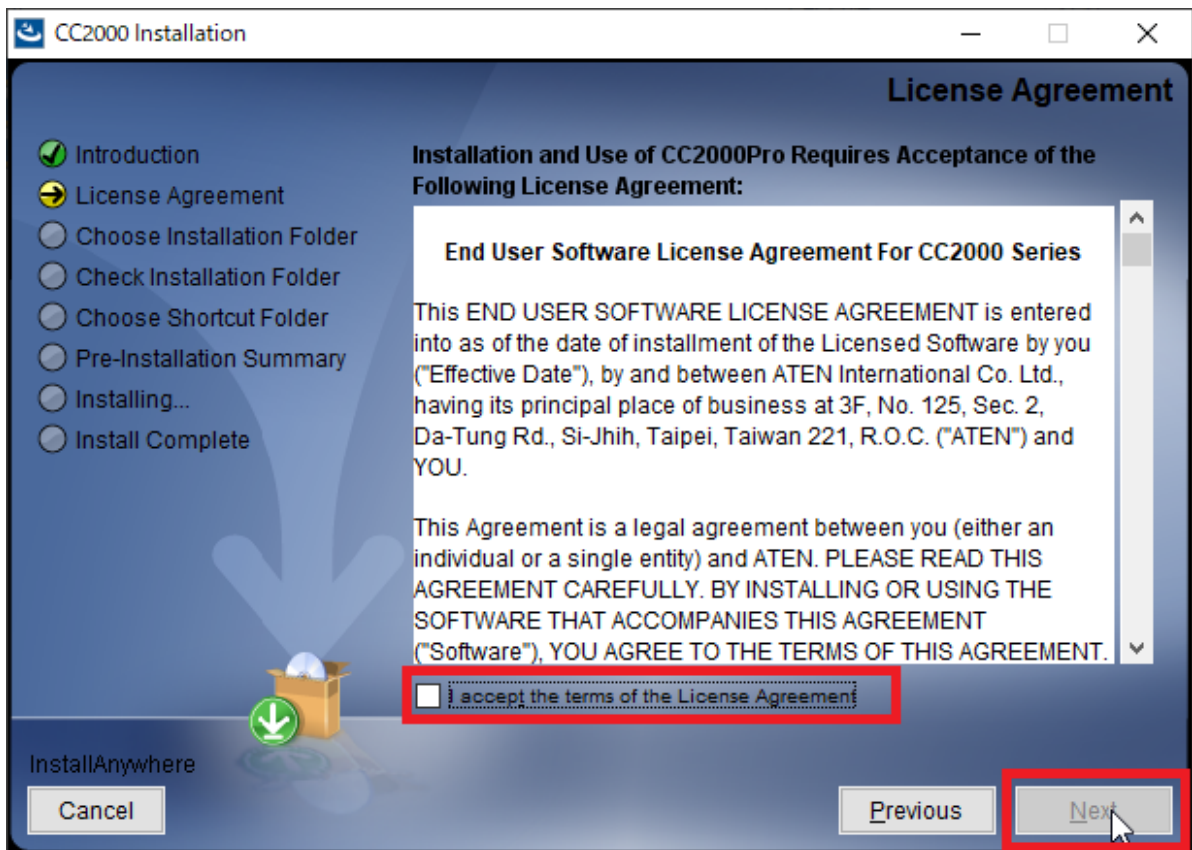 CC2000 Installation
License Agreement
Introduction
License Agreement
Choose Installation Folder
Check Installation Folder
Choose Shortcut Folder
Pre-Installation Summary
Installing...
Install Complete
Installation and Use of CC2000Pro Requires Acceptance of the
Following License Agreement:
End User Software License Agreement For CC2000 Series
This END USER SOFTWARE LICENSE AGREEMENT is entered
into as of the date of installment of the Licensed Software by you
("Effective Date"), by and between ATEN International Co. Ltd.,
having its principal place of business at 3F, No. 125, Sec. 2,
Da-Tung Rd., Si-Jhih, Taipei, Taiwan 221, R.O.C. ("ATEN") and
YOU.
This Agreement is a legal agreement between you (either an
individual or a single entity) and ATEN. PLEASE READ THIS
AGREEMENT CAREFULLY. BY INSTALLING OR USING THE
SOFTWARE THAT ACCOMPANIES THIS AGREEMENT
("Software"), YOU AGREE TO THE TERMS OF THIS AGREEMENT.
I accept the terms of the License Agreement
InstallAnywhere
Cancel
Previous
Next